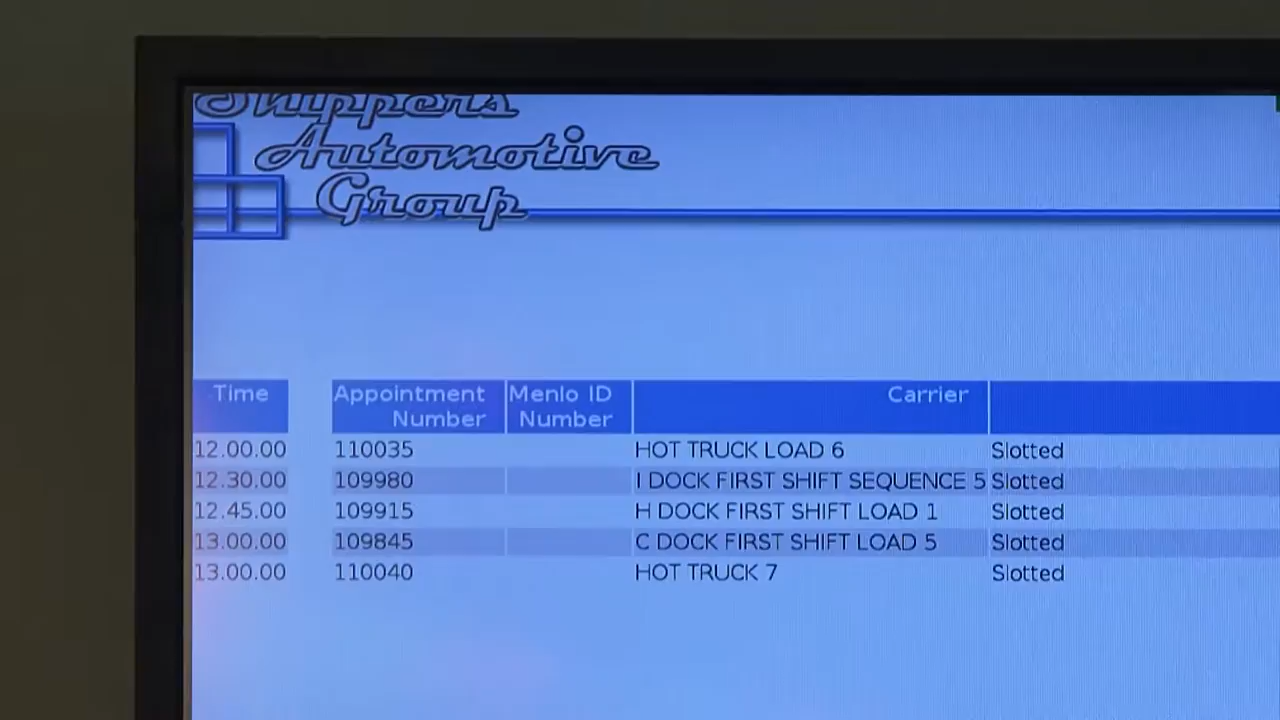 Shippers
Automotive
Group
Time Appointment Number Menlo ID Number Carrier
12.00.00 110035 HOT TRUCK LOAD 6 Slotted
12.30.00 109980 I DOCK FIRST SHIFT SEQUENCE 5 Slotted
12.45.00 109915 H DOCK FIRST SHIFT LOAD 1 Slotted
13.00.00 109845 C DOCK FIRST SHIFT LOAD 5 Slotted
13.00.00 110040 HOT TRUCK 7 Slotted